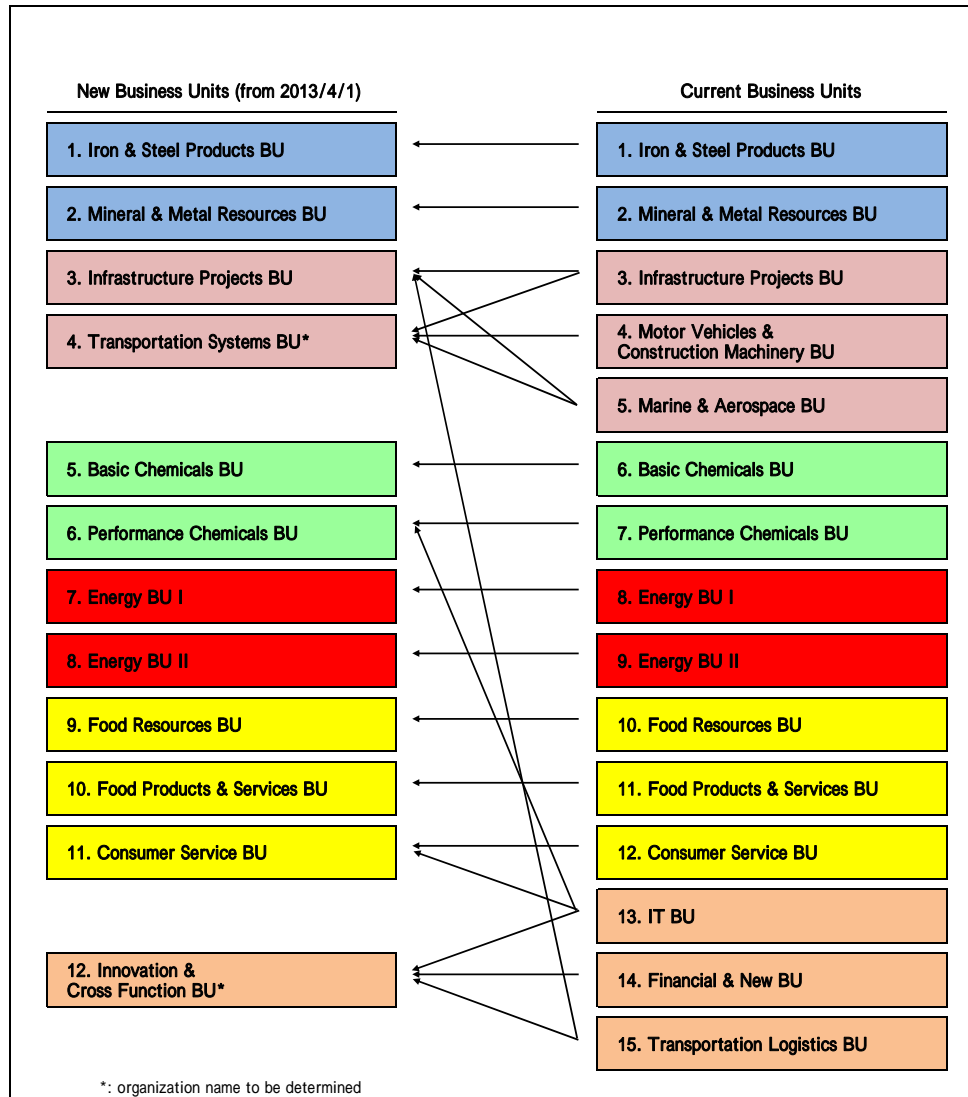 New Business Units (from 2013/4/1)
Current Business Units
1. Iron & Steel Products BU
1. Iron & Steel Products BU
2. Mineral & Metal Resources BU
2. Mineral & Metal Resources BU
3. Infrastructure Projects BU
3. Infrastructure Projects BU
4. Transportation Systems BU*
4. Motor Vehicles &
Construction Machinery BU
5. Marine & Aerospace BU
5. Basic Chemicals BU
6. Basic Chemicals BU
6. Performance Chemicals BU
7. Performance Chemicals BU
7. Energy BU I
8. Energy BU I
8. Energy BU II
9. Energy BU II
9. Food Resources BU
10. Food Resources BU
10. Food Products & Services BU
11. Food Products & Services BU
11. Consumer Service BU
12. Consumer Service BU
13. IT BU
12. Innovation &
Cross Function BU*
14. Financial & New BU
15. Transportation Logistics BU
*: organization name to be determined